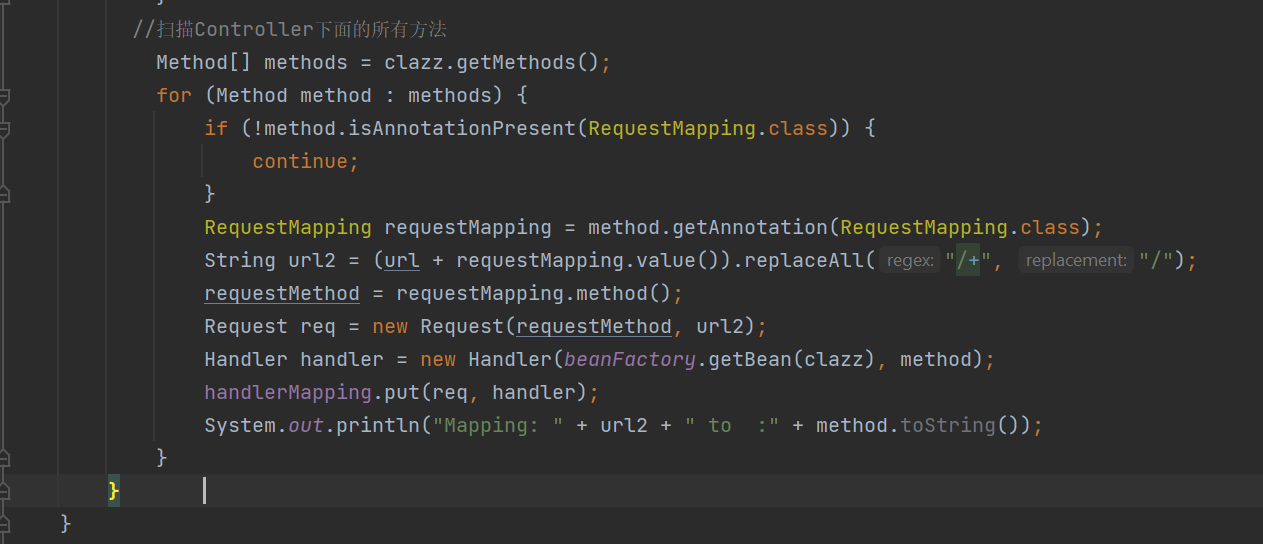 }
//扫描Controller下面的所有方法
Method[] methods = clazz.getMethods();
for (Method method : methods) {
if (!method.isAnnotationPresent(RequestMapping.class)) {
continue;
}
RequestMapping requestMapping = method.getAnnotation(RequestMapping.class);
String url2 = (url + requestMapping.value()).replaceAll( regex: "/+", replacement: "/");
requestMethod = requestMapping.method();
Request req = new Request(requestMethod, url2);
Handler handler = new Handler(beanFactory.getBean(clazz), method);
handlerMapping.put(req, handler);
System.out.println("Mapping: " + url2 + " to  :" + method.toString());
}
}
}